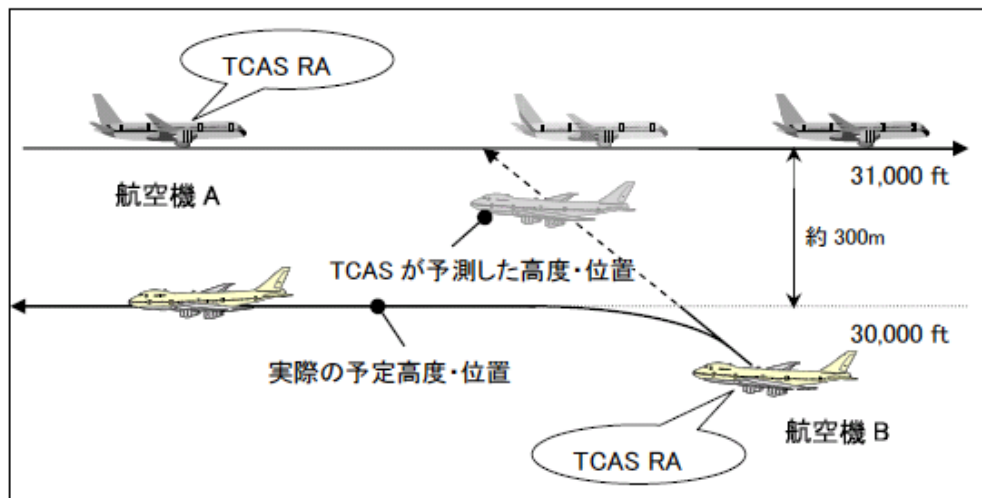 TCAS RA
航空機 A
31,000 ft
約 300m
TCAS が予測した高度・位置
30,000 ft
実際の予定高度・位置
航空機 B
TCAS RA